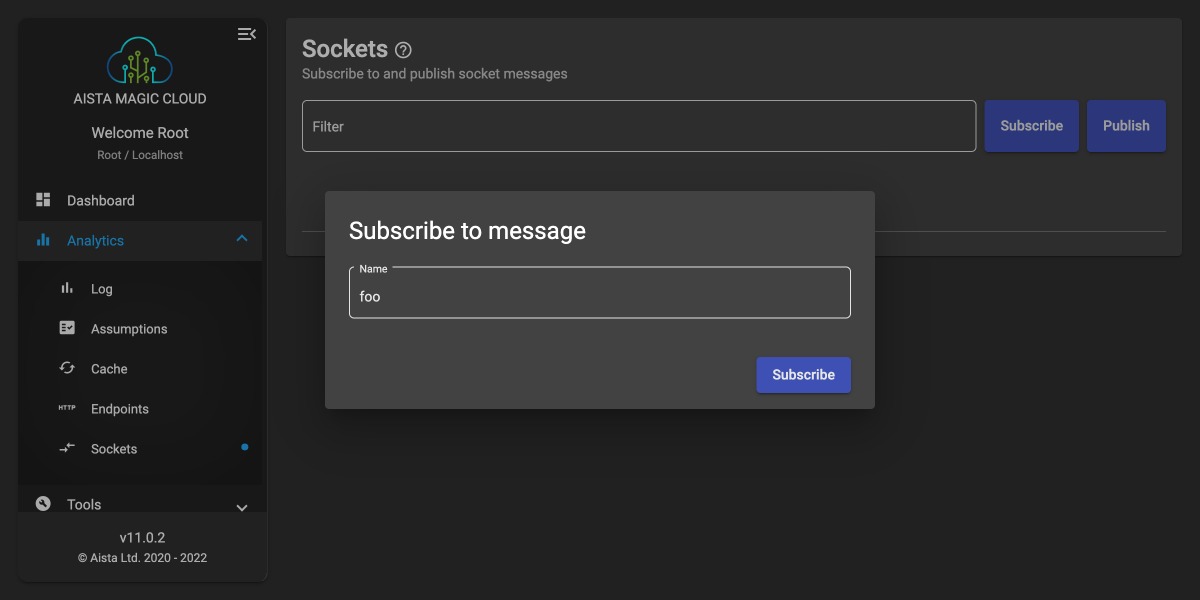 AISTA MAGIC CLOUD
Welcome Root
Root / Localhost
Dashboard
Analytics
Log
Assumptions
Cache
HTTP Endpoints
Sockets
Tools
v11.0.2
© Aista Ltd. 2020 - 2022
Sockets ?
Subscribe to and publish socket messages
Filter
Subscribe
Publish
Subscribe to message
Name
foo
Subscribe